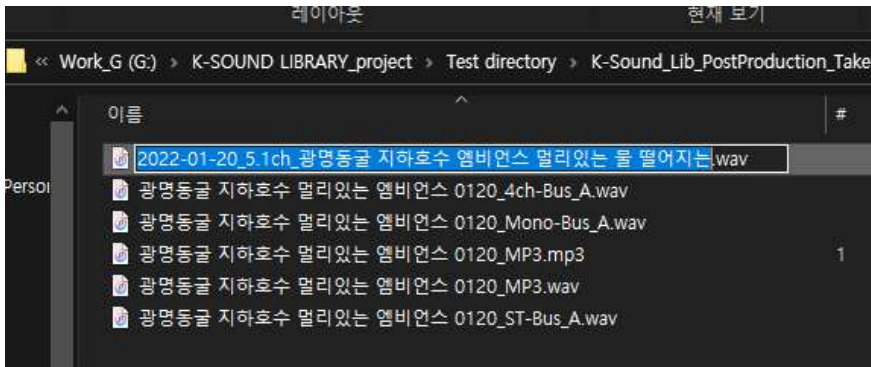 레이아웃 현재 보기
« Work_G (G:) › K-SOUND LIBRARY_project › Test directory › K-Sound_Lib_PostProduction_Take
이름 #
2022-01-20_5.1ch_광명동굴 지하호수 엠비언스 멀리있는 물 떨어지는.wav
Person
광명동굴 지하호수 멀리있는 엠비언스 0120_4ch-Bus_A.wav
광명동굴 지하호수 멀리있는 엠비언스 0120_Mono-Bus_A.wav
광명동굴 지하호수 멀리있는 엠비언스 0120_MP3.mp3 1
광명동굴 지하호수 멀리있는 엠비언스 0120_MP3.wav
광명동굴 지하호수 멀리있는 엠비언스 0120_ST-Bus_A.wav